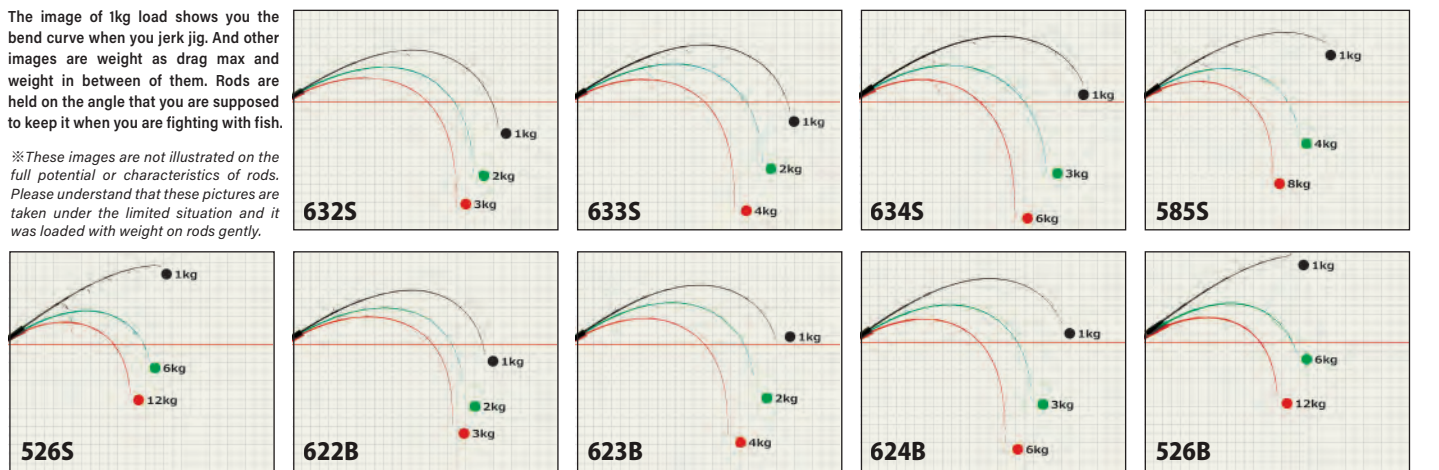 The image of 1kg load shows you the
bend curve when you jerk jig. And other
images are weight as drag max and
weight in between of them. Rods are
held on the angle that you are supposed
to keep it when you are fighting with fish.
※These images are not illustrated on the
full potential or characteristics of rods.
Please understand that these pictures are
taken under the limited situation and it
was loaded with weight on rods gently.
1kg
2kg
3kg
632S
1kg
2kg
4kg
633S
1kg
3kg
6kg
634S
1kg
4kg
8kg
585S
1kg
6kg
12kg
526S
1kg
2kg
3kg
622B
1kg
2kg
4kg
623B
1kg
3kg
6kg
624B
1kg
6kg
12kg
526B